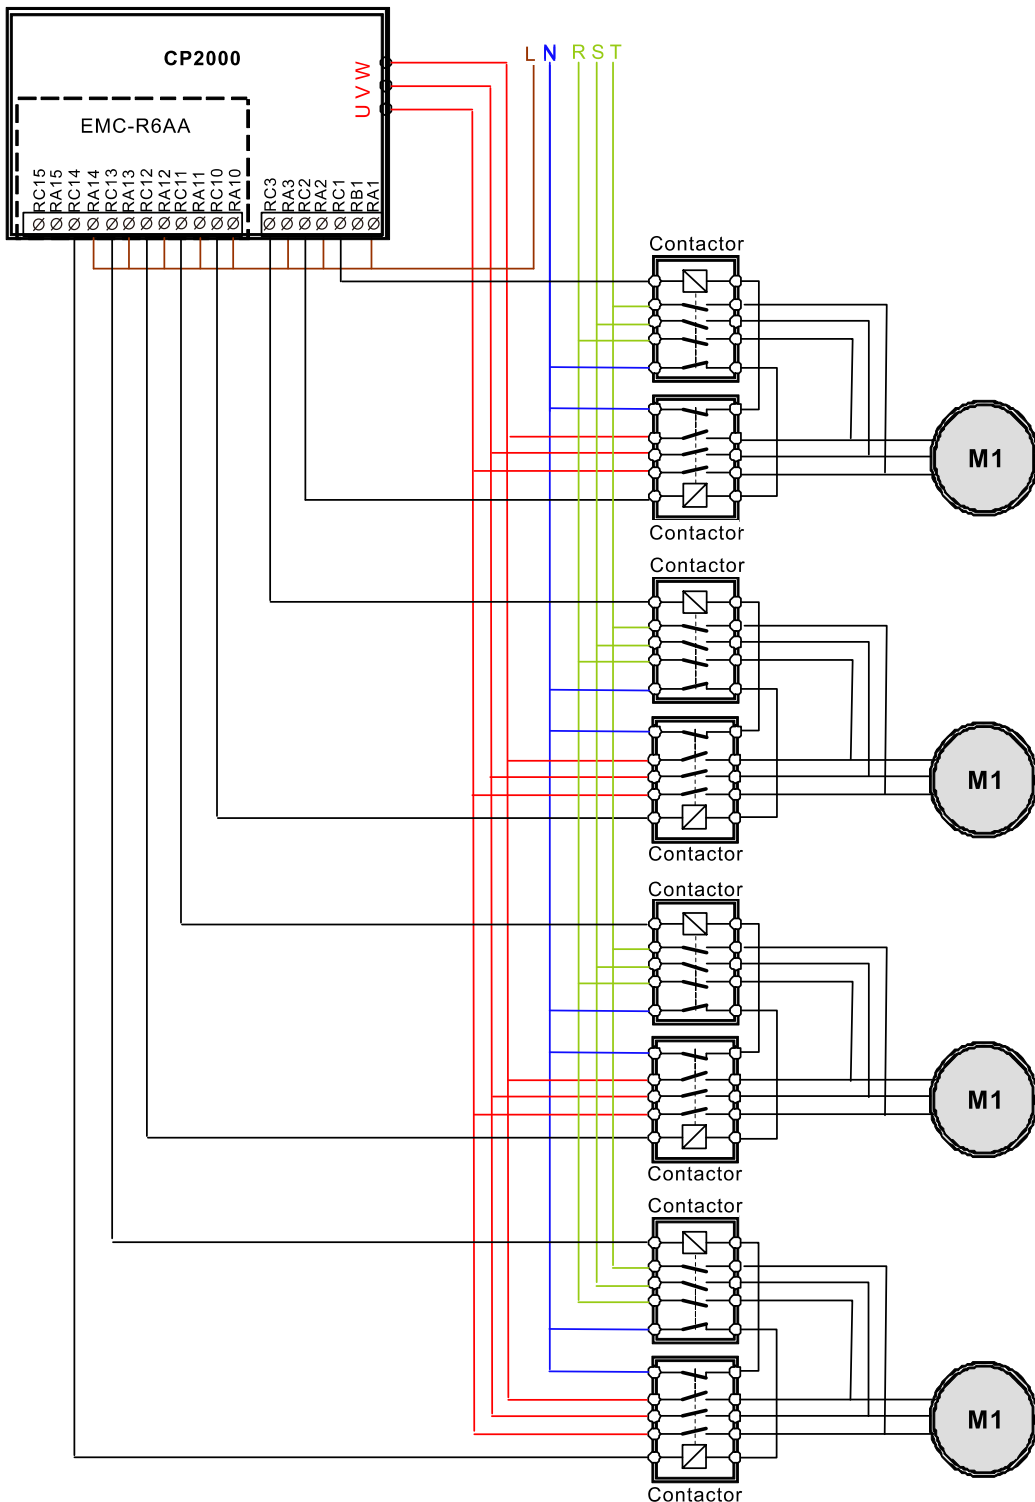 CP2000
L N R S T
U V W
EMC-R6AA
RC15 RA15 RC14 RA14 RC13 RA13 RC12 RA12 RC11 RA11 RC10 RA10 RC3 RA3 RC2 RA2 RC1 RB1 RA1
Contactor
M1
Contactor
Contactor
M1
Contactor
Contactor
M1
Contactor
Contactor
M1
Contactor